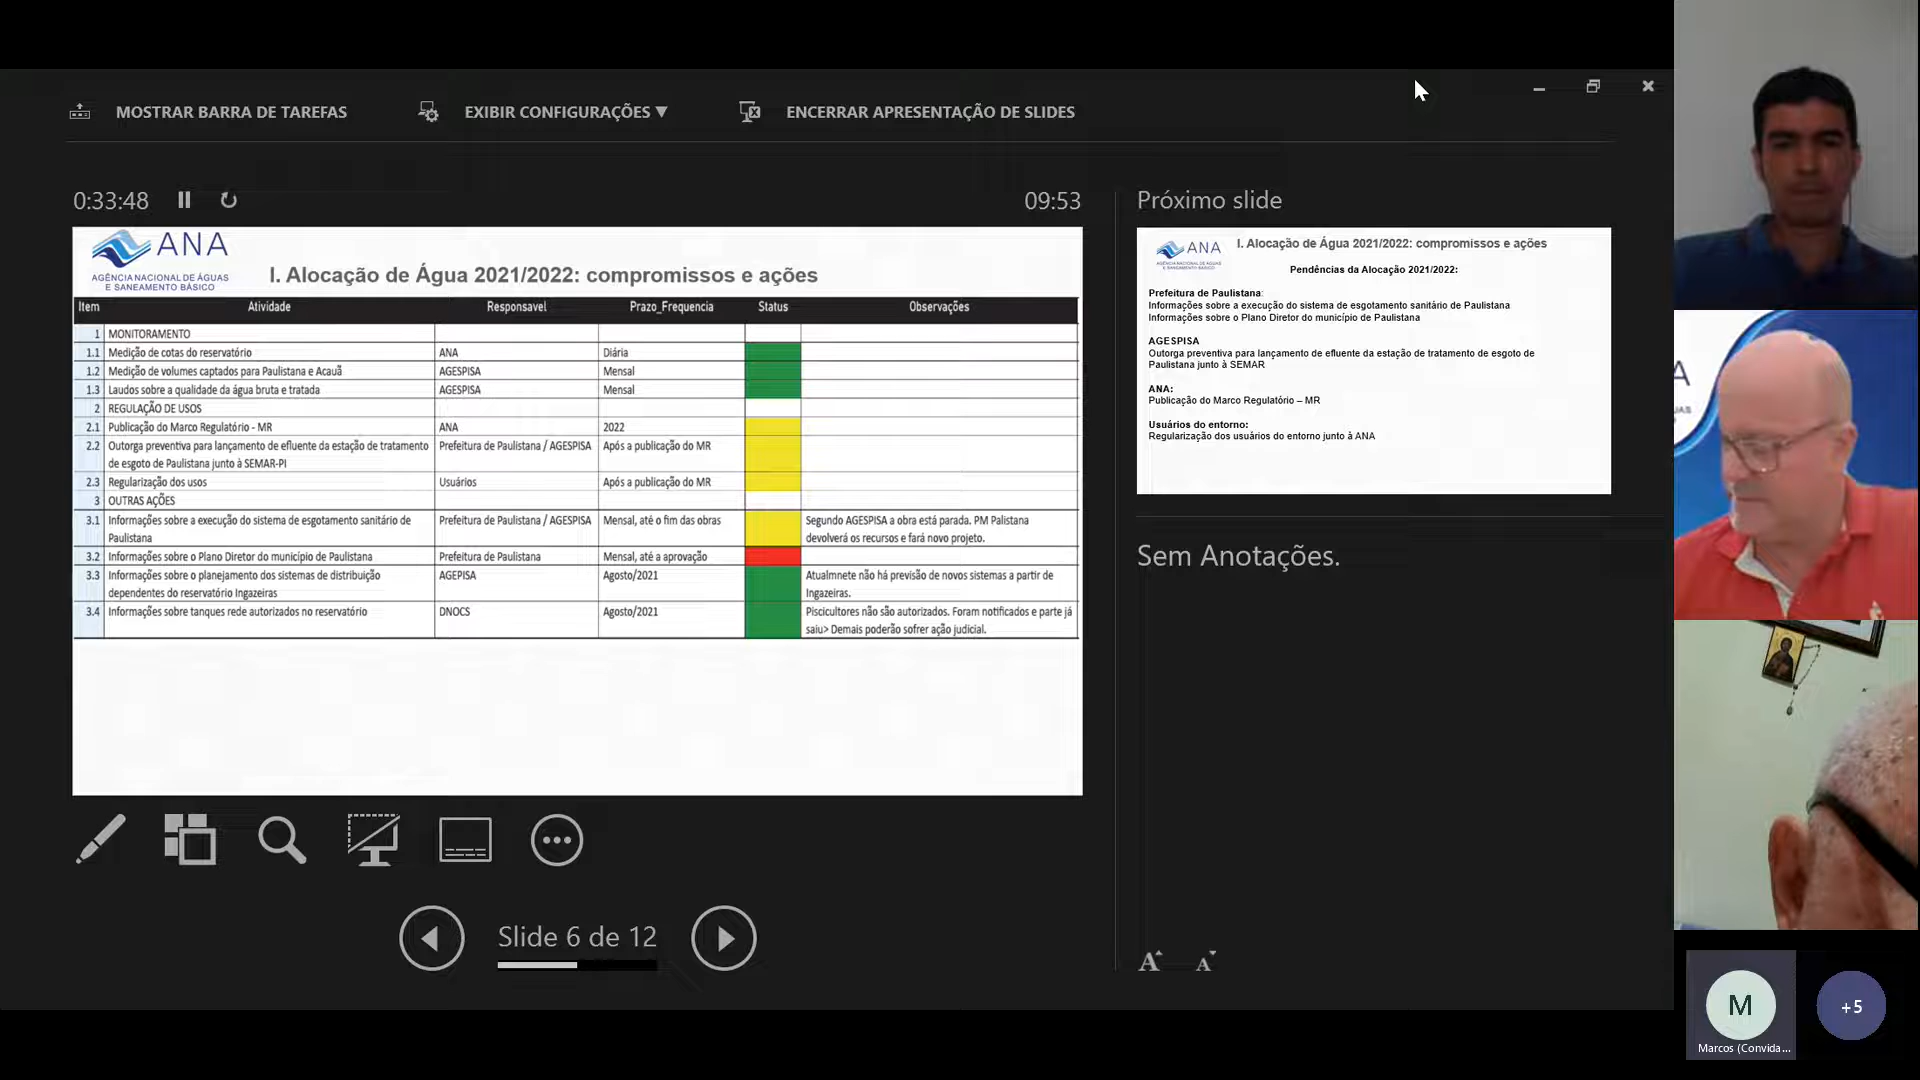 MOSTRAR BARRA DE TAREFAS
EXIBIR CONFIGURAÇÕES ▼
ENCERRAR APRESENTAÇÃO DE SLIDES
0:33:48
09:53
ANA
AGÊNCIA NACIONAL DE ÁGUAS
E SANEAMENTO BÁSICO
I. Alocação de Água 2021/2022: compromissos e ações
Item Atividade Responsavel Prazo_Frequencia Status Observações
1 MONITORAMENTO
1.1 Medição de cotas do reservatório ANA Diária
1.2 Medição de volumes captados para Paulistana e Acauã AGESPISA Mensal
1.3 Laudos sobre a qualidade da água bruta e tratada AGESPISA Mensal
2 REGULAÇÃO DE USOS
2.1 Publicação do Marco Regulatório - MR ANA 2022
2.2 Outorga preventiva para lançamento de efluente da estação de tratamento Prefeitura de Paulistana / AGESPISA Após a publicação do MR
de esgoto de Paulistana junto à SEMAR-PI
2.3 Regularização dos usos Usuários Após a publicação do MR
3 OUTRAS AÇÕES
3.1 Informações sobre a execução do sistema de esgotamento sanitário de Prefeitura de Paulistana / AGESPISA Mensal, até o fim das obras Segundo AGESPISA a obra está parada. PM Palistana
Paulistana devolverá os recursos e fará novo projeto.
3.2 Informações sobre o Plano Diretor do município de Paulistana Prefeitura de Paulistana Mensal, até a aprovação
3.3 Informações sobre o planejamento dos sistemas de distribuição AGEPISA Agosto/2021 Atualmnete não há previsão de novos sistemas a partir de
dependentes do reservatório Ingazeiras Ingazeiras.
3.4 Informações sobre tanques rede autorizados no reservatório DNOCS Agosto/2021 Piscicultores não são autorizados. Foram notificados e parte já
saiu> Demais poderão sofrer ação judicial.
Slide 6 de 12
Próximo slide
ANA
AGÊNCIA NACIONAL DE ÁGUAS
E SANEAMENTO BÁSICO
I. Alocação de Água 2021/2022: compromissos e ações
Pendências da Alocação 2021/2022:
Prefeitura de Paulistana:
Informações sobre a execução do sistema de esgotamento sanitário de Paulistana
Informações sobre o Plano Diretor do município de Paulistana
AGESPISA
Outorga preventiva para lançamento de efluente da estação de tratamento de esgoto de
Paulistana junto à SEMAR
ANA:
Publicação do Marco Regulatório – MR
Usuários do entorno:
Regularização dos usuários do entorno junto à ANA
Sem Anotações.
A A
M
Marcos (Convida...
+5